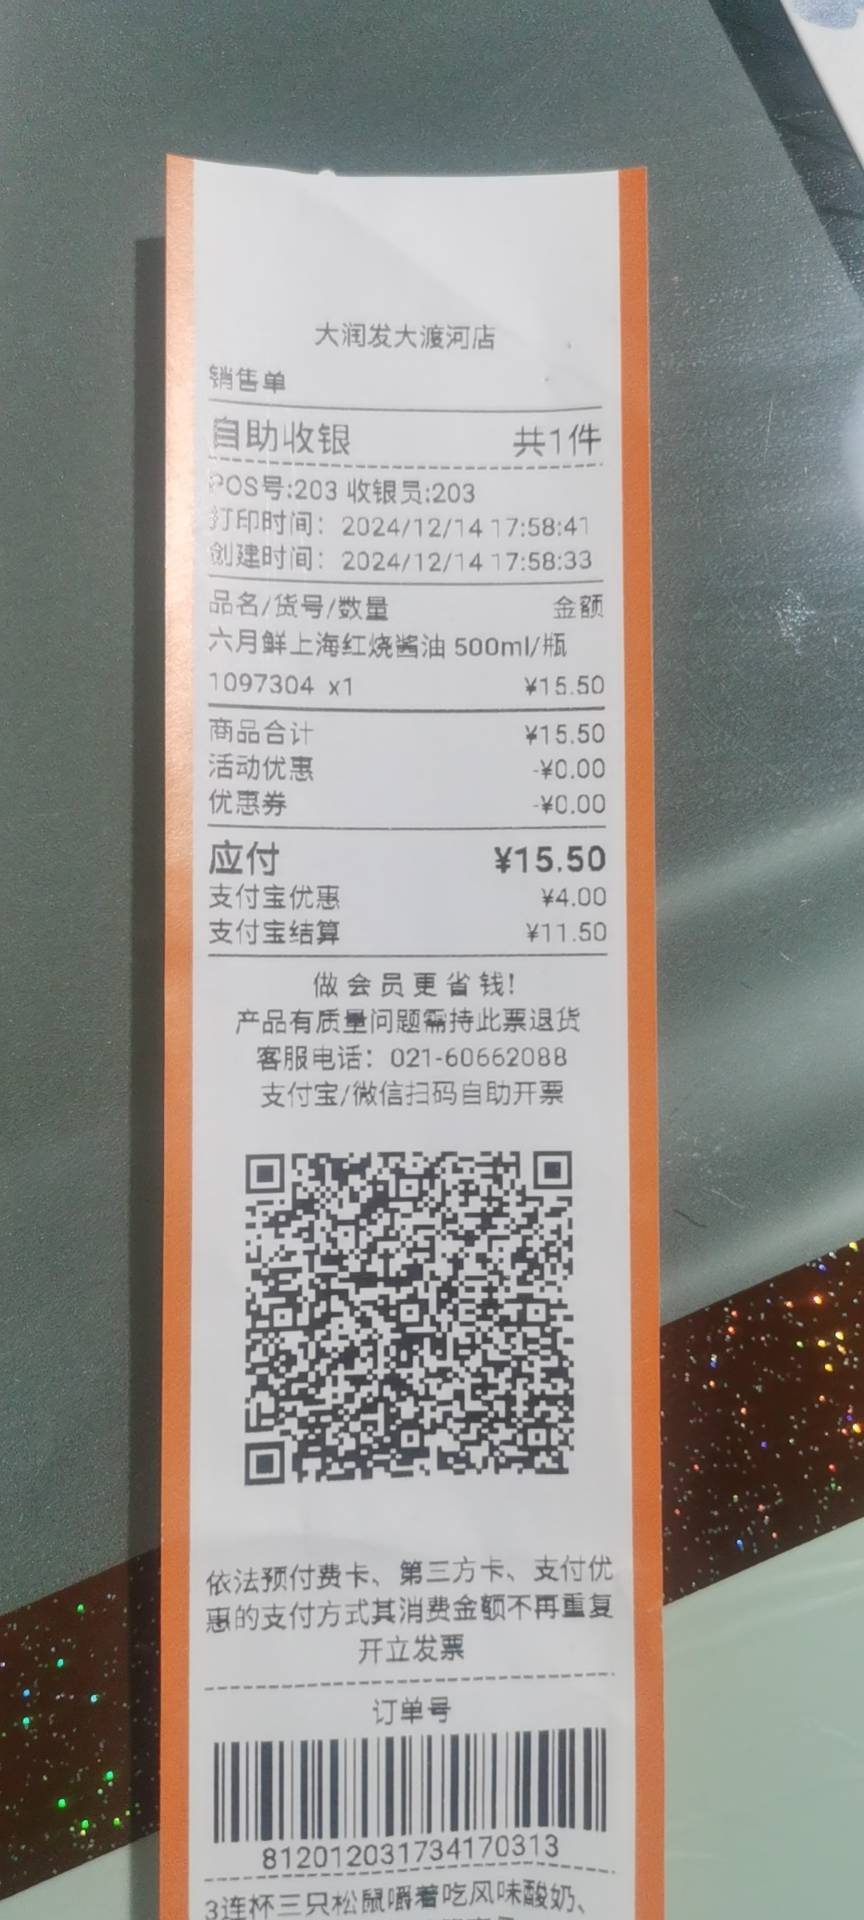 大润发大渡河店
销售单
自助收银 共1件
POS号:203 收银员:203
打印时间： 2024/12/14 17:58:41
创建时间： 2024/12/14 17:58:33
品名/货号/数量 金额
六月鲜上海红烧酱油 500ml/瓶
1097304 x1 ¥15.50
商品合计 ¥15.50
活动优惠 -¥0.00
优惠券 -¥0.00
应付 ¥15.50
支付宝优惠 ¥4.00
支付宝结算 ¥11.50
做会员更省钱!
产品有质量问题需持此票退货
客服电话：021-60662088
支付宝/微信扫码自助开票
依法预付费卡、第三方卡、支付优
惠的支付方式其消费金额不再重复
开立发票
订单号
812012031734170313
3连杯三只松鼠嚼着吃风味酸奶、